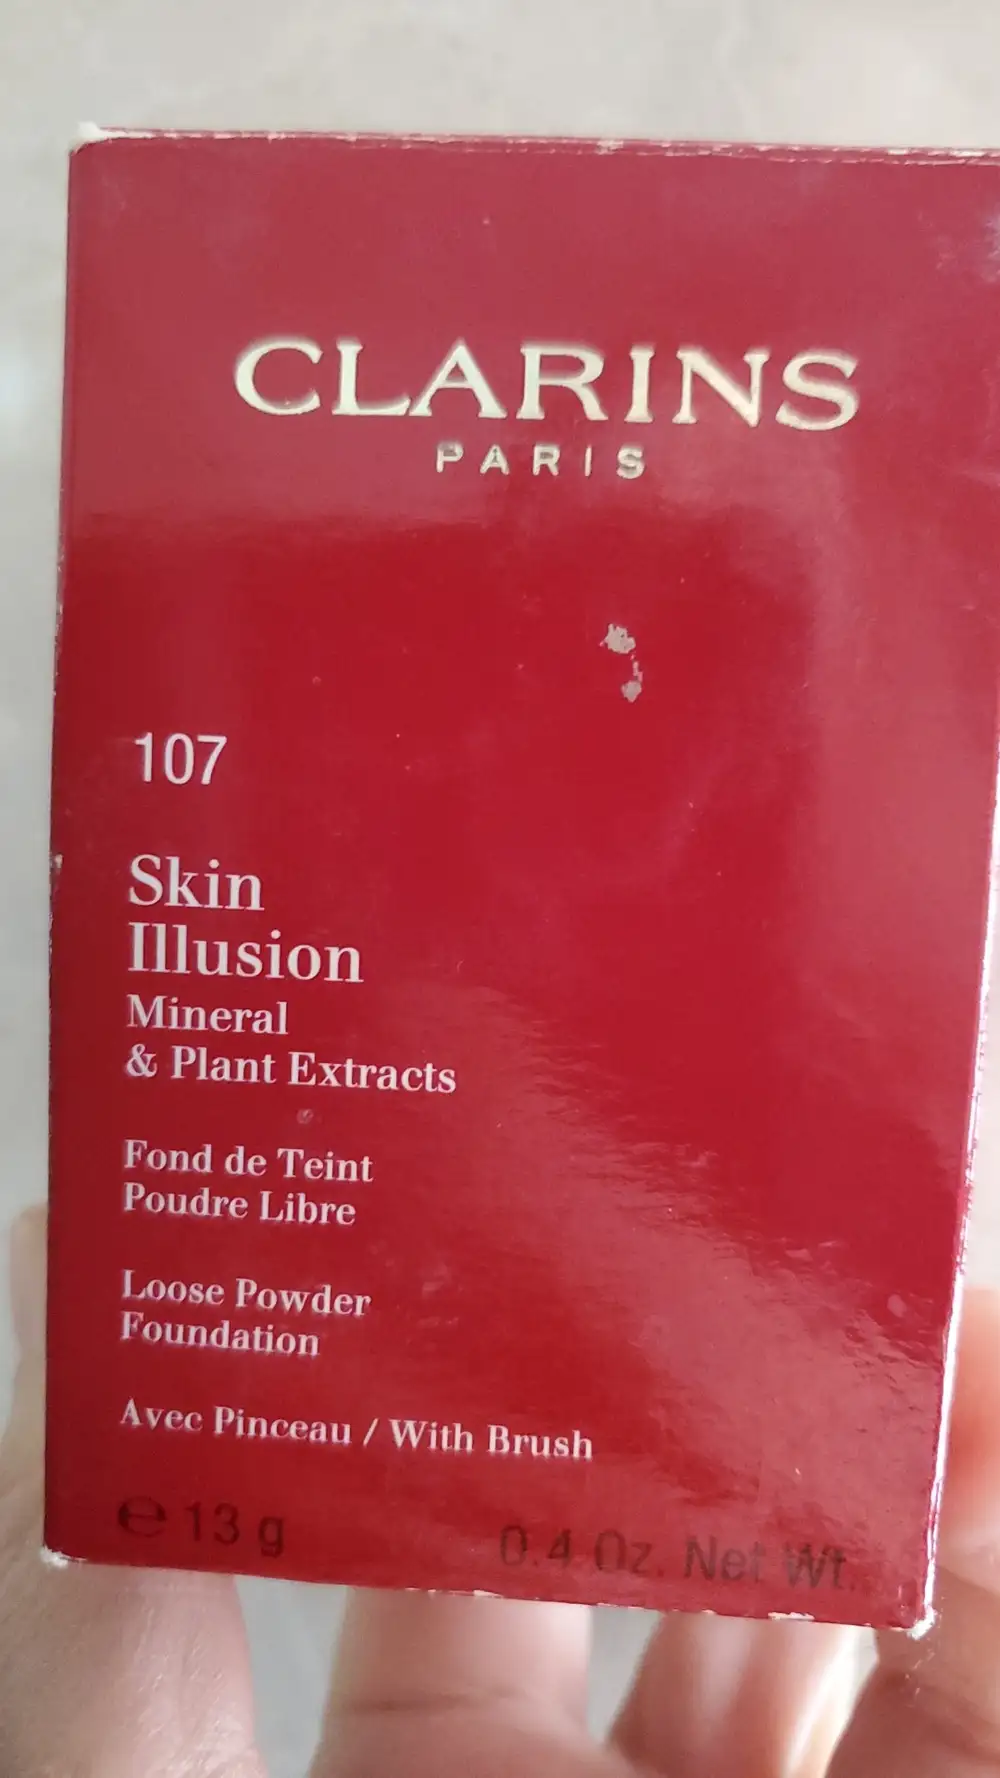 CLARINS
PARIS
107
Skin
Illusion
Mineral
& Plant Extracts
Fond de Teint
Poudre Libre
Loose Powder
Foundation
Avec Pinceau / With Brush
℮ 13 g 0.4 Oz. Net Wt.